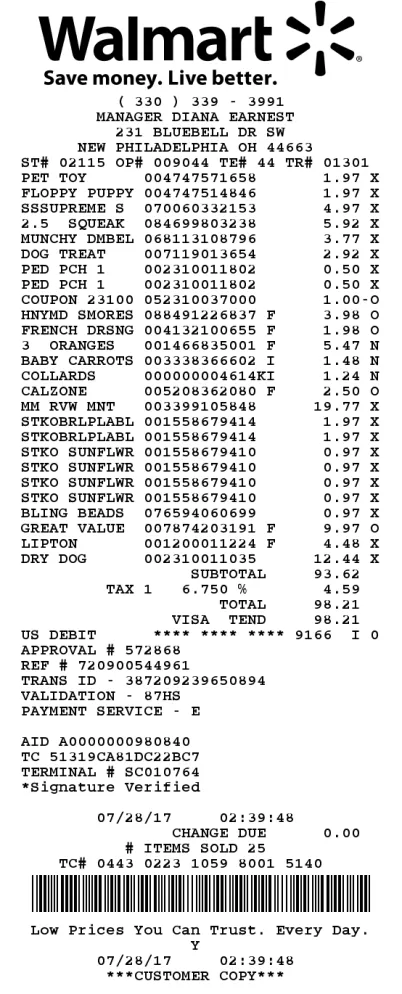 Walmart
Save money. Live better.
( 330 ) 339 - 3991
MANAGER DIANA EARNEST
231 BLUEBELL DR SW
NEW PHILADELPHIA OH 44663
ST# 02115 OP# 009044 TE# 44 TR# 01301
PET TOY 004747571658 1.97 X
FLOPPY PUPPY 004747514846 1.97 X
SSSUPREME S 070060332153 4.97 X
2.5 SQUEAK 084699803238 5.92 X
MUNCHY DMBEL 068113108796 3.77 X
DOG TREAT 007119013654 2.92 X
PED PCH 1 002310011802 0.50 X
PED PCH 1 002310011802 0.50 X
COUPON 23100 052310037000 1.00-O
HNYMD SMORES 088491226837 F 3.98 O
FRENCH DRSNG 004132100655 F 1.98 O
3 ORANGES 001466835001 F 5.47 N
BABY CARROTS 003338366602 I 1.48 N
COLLARDS 000000004614KI 1.24 N
CALZONE 005208362080 F 2.50 O
MM RVW MNT 003399105848 19.77 X
STKOBRLPLABL 001558679414 1.97 X
STKOBRLPLABL 001558679414 1.97 X
STKO SUNFLWR 001558679410 0.97 X
STKO SUNFLWR 001558679410 0.97 X
STKO SUNFLWR 001558679410 0.97 X
STKO SUNFLWR 001558679410 0.97 X
BLING BEADS 076594060699 0.97 X
GREAT VALUE 007874203191 F 9.97 O
LIPTON 001200011224 F 4.48 X
DRY DOG 002310011035 12.44 X
SUBTOTAL 93.62
TAX 1 6.750 % 4.59
TOTAL 98.21
VISA TEND 98.21
US DEBIT **** **** **** 9166 I 0
APPROVAL # 572868
REF # 720900544961
TRANS ID - 387209239650894
VALIDATION - 87HS
PAYMENT SERVICE - E
AID A0000000980840
TC 51319CA81DC22BC7
TERMINAL # SC010764
*Signature Verified
07/28/17 02:39:48
CHANGE DUE 0.00
# ITEMS SOLD 25
TC# 0443 0223 1059 8001 5140
Low Prices You Can Trust. Every Day.
Y
07/28/17 02:39:48
***CUSTOMER COPY***